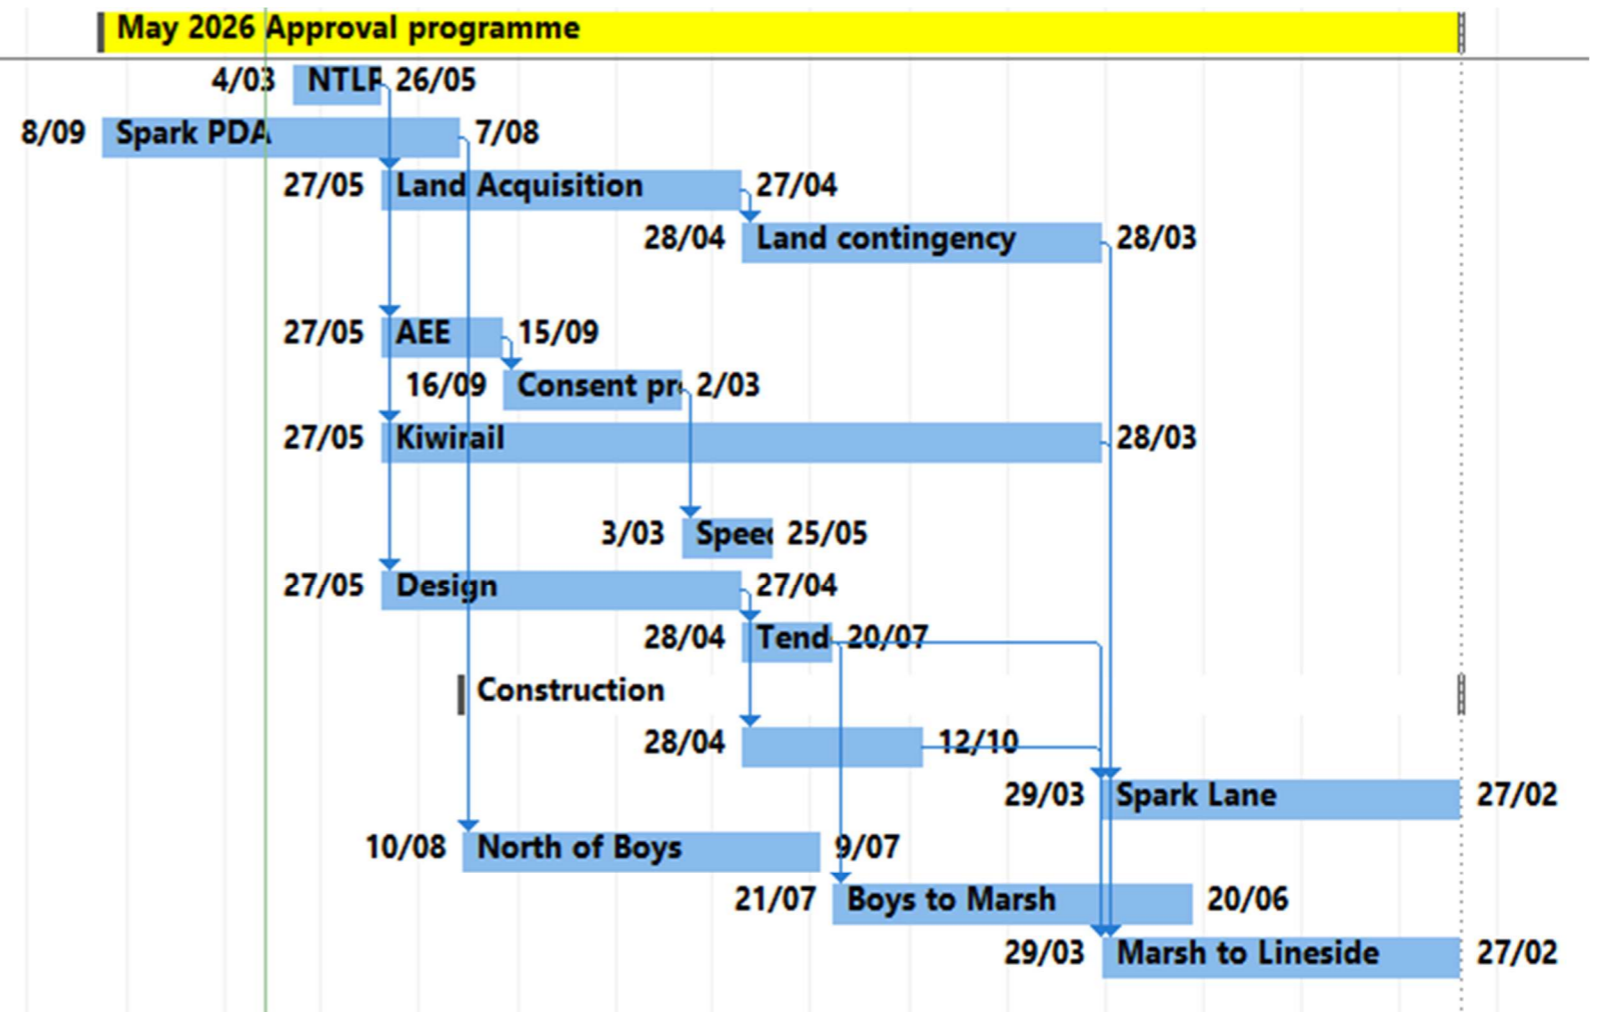 May 2026 Approval programme
4/03 NTLP 26/05
8/09 Spark PDA 7/08
27/05 Land Acquisition 27/04
28/04 Land contingency 28/03
27/05 AEE 15/09
16/09 Consent pr 2/03
27/05 Kiwirail 28/03
3/03 Speed 25/05
27/05 Design 27/04
28/04 Tend 20/07
Construction
28/04 12/10
29/03 Spark Lane 27/02
10/08 North of Boys 9/07
21/07 Boys to Marsh 20/06
29/03 Marsh to Lineside 27/02